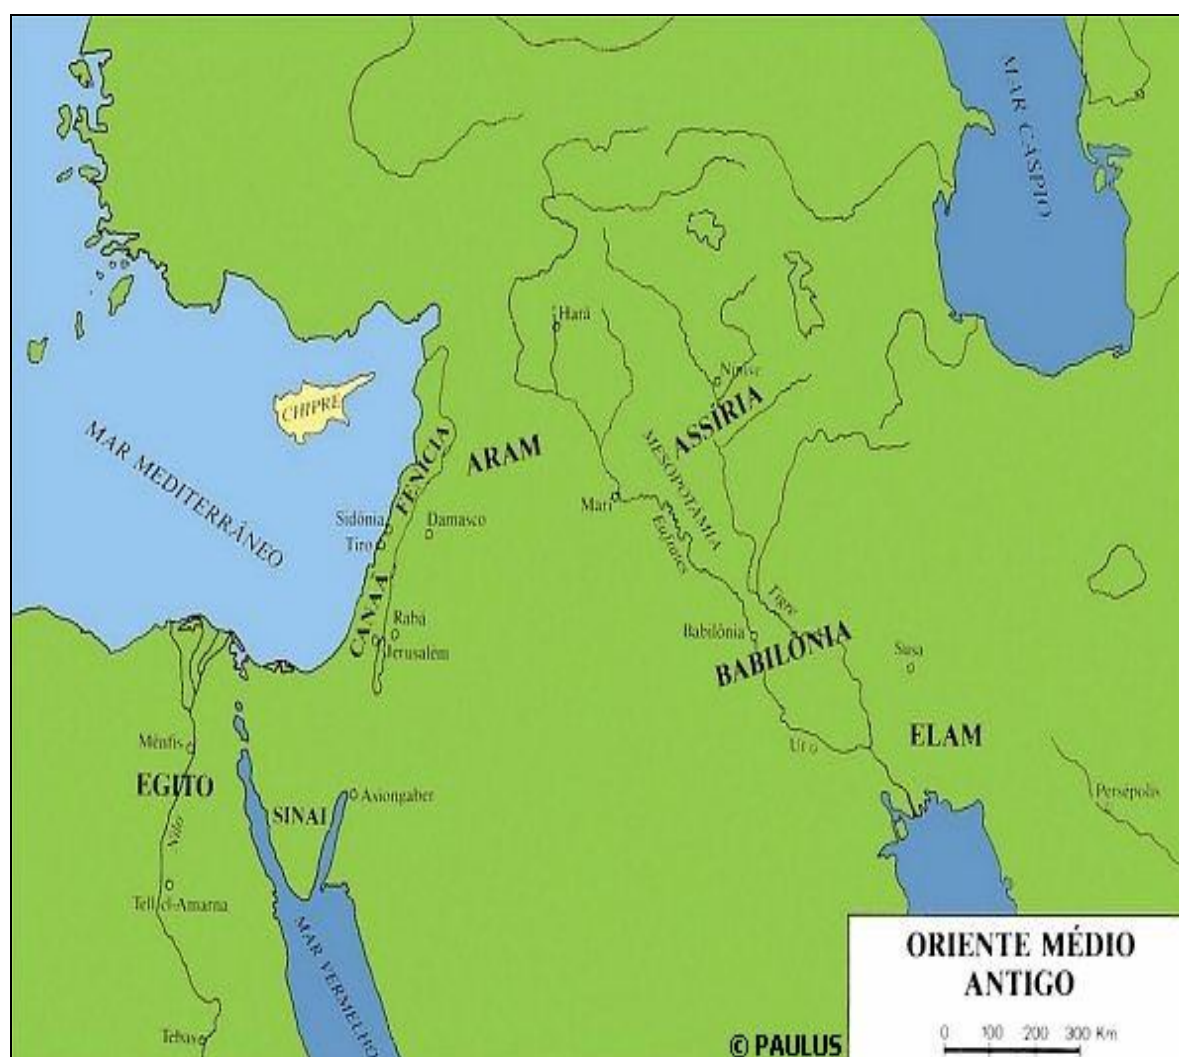 MAR CÁSPIO
Hará
CHIPRE
Nínive
ASSÍRIA
MESOPOTÂMIA
ARAM
FENÍCIA
MAR MEDITERRÂNEO
Mari
Eufrates
Sidônia
Damasco
Tiro
CANAÃ
Tigre
Rabá
Jerusalém
Babilônia
BABILÔNIA
Susa
Mênfis
Ur
ELAM
EGITO
SINAI
Asiongaber
Persépolis
Nilo
Tell el-Amarna
MAR VERMELHO
Tebas
ORIENTE MÉDIO
ANTIGO
0 100 200 300 Km
© PAULUS